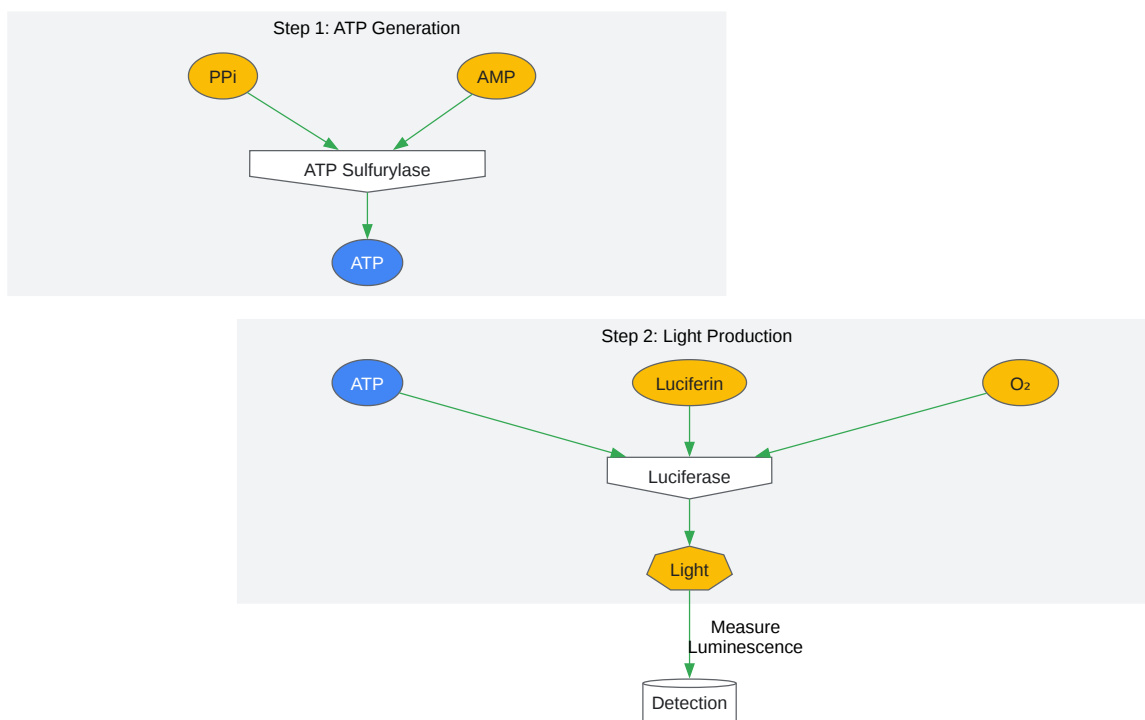 Step 1: ATP Generation
PPi
AMP
ATP Sulfurylase
ATP
Step 2: Light Production
ATP
Luciferin
O₂
Luciferase
Light
Measure
Luminescence
Detection